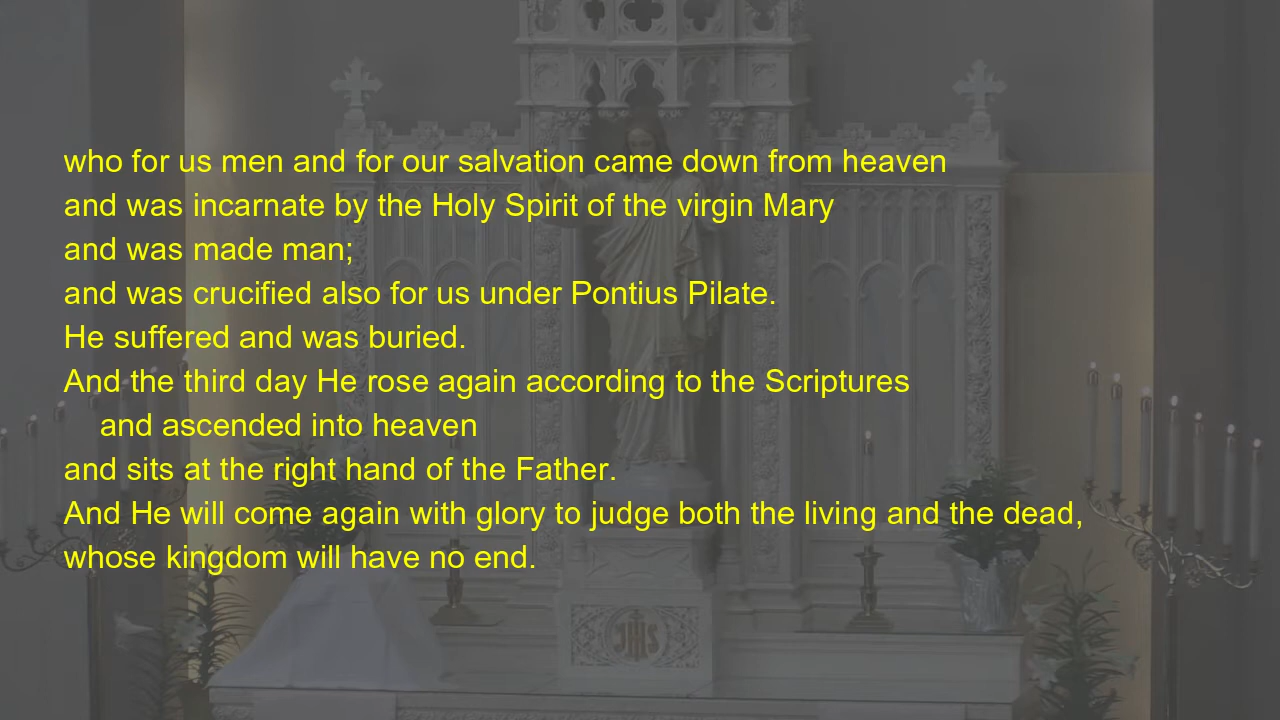 who for us men and for our salvation came down from heaven
and was incarnate by the Holy Spirit of the virgin Mary
and was made man;
and was crucified also for us under Pontius Pilate.
He suffered and was buried.
And the third day He rose again according to the Scriptures
and ascended into heaven
and sits at the right hand of the Father.
And He will come again with glory to judge both the living and the dead,
whose kingdom will have no end.
IHS